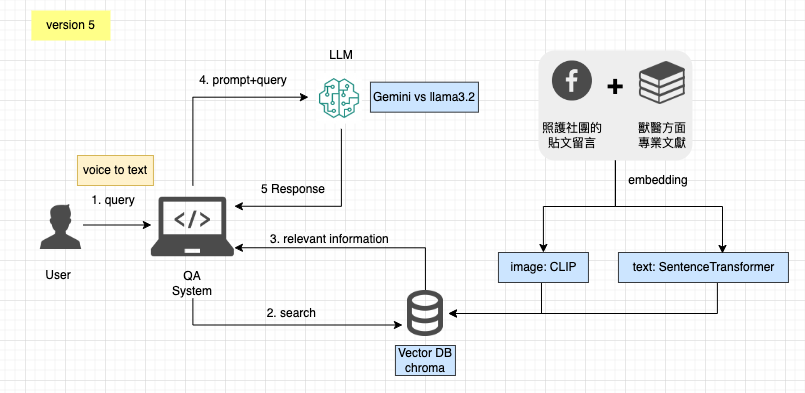 version 5
LLM
4. prompt+query
Gemini vs llama3.2
照護社團的
貼文留言
獸醫方面
專業文獻
voice to text
1. query
5 Response
embedding
3. relevant information
User
QA
System
image: CLIP
text: SentenceTransformer
2. search
Vector DB
chroma